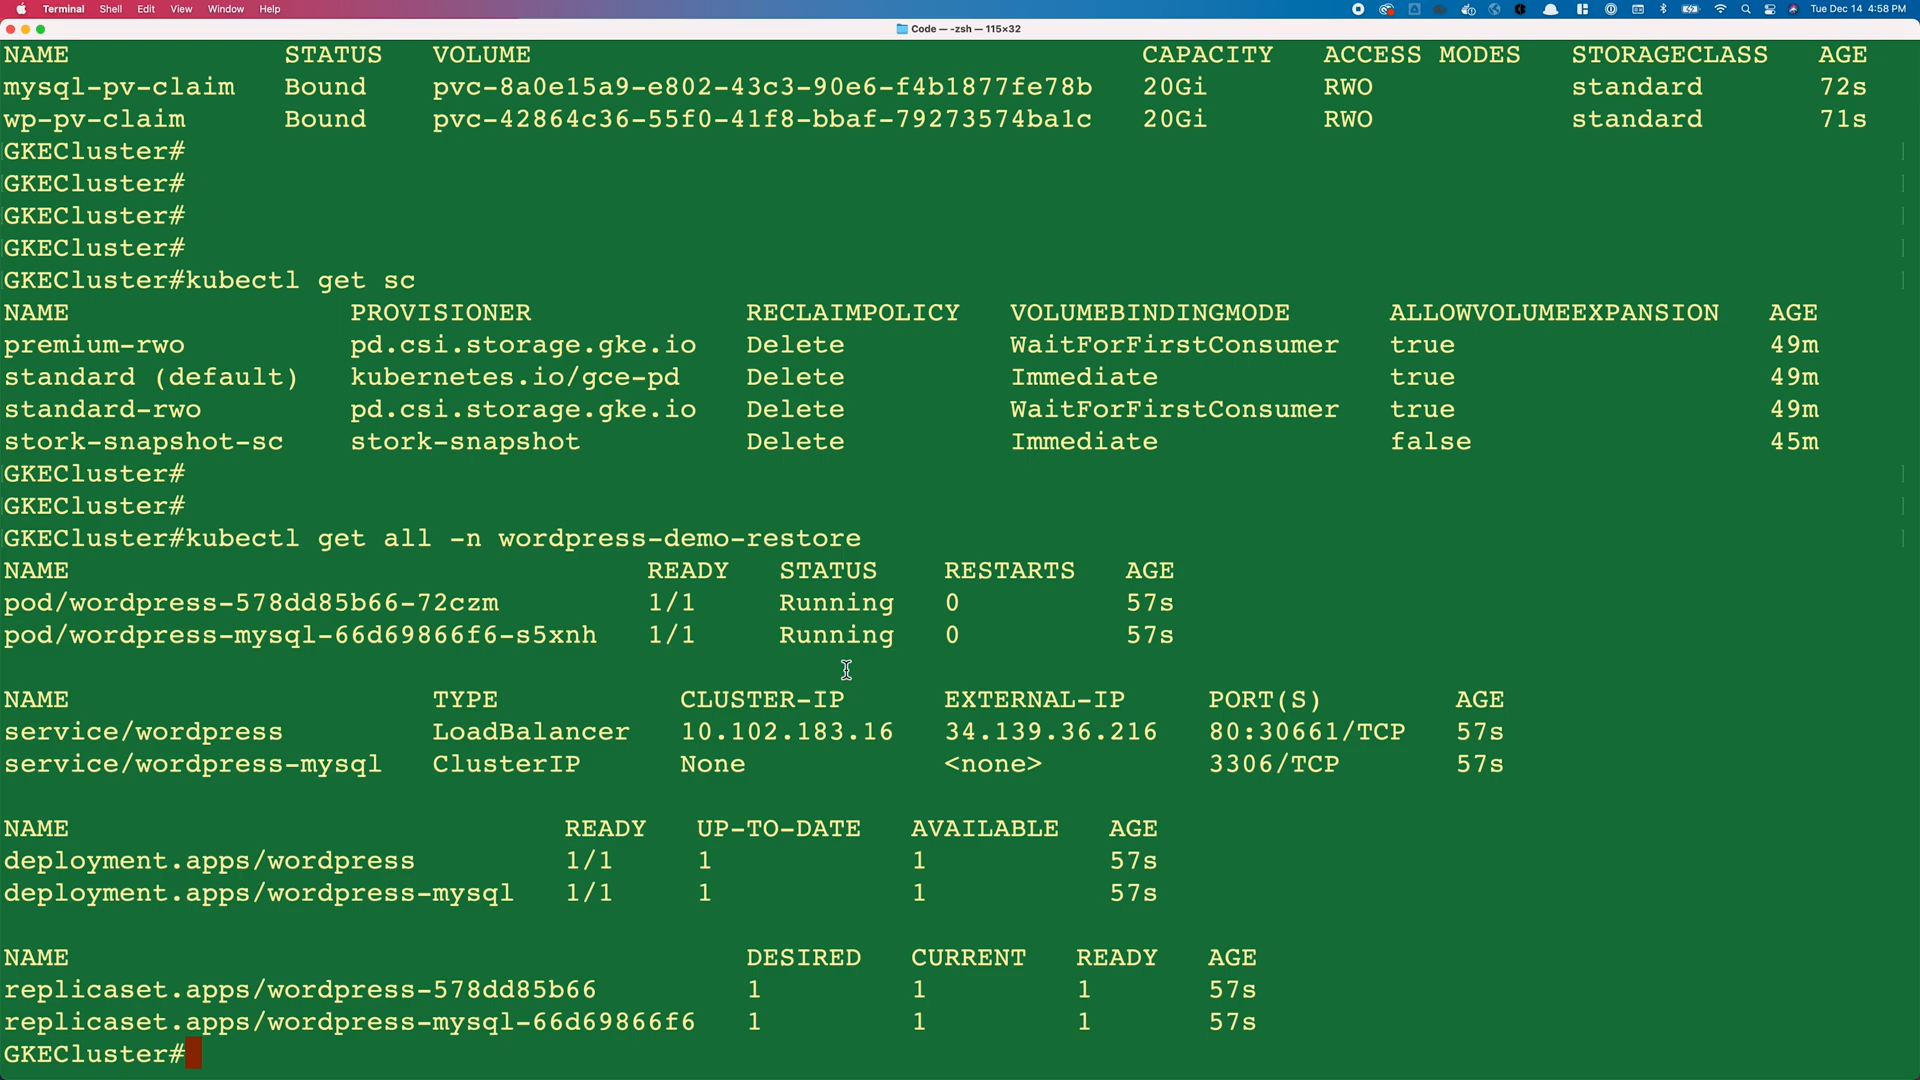 Terminal Shell Edit View Window Help Tue Dec 14 4:58 PM
Code — -zsh — 115×32
NAME STATUS VOLUME CAPACITY ACCESS MODES STORAGECLASS AGE
mysql-pv-claim Bound pvc-8a0e15a9-e802-43c3-90e6-f4b1877fe78b 20Gi RWO standard 72s
wp-pv-claim Bound pvc-42864c36-55f0-41f8-bbaf-79273574ba1c 20Gi RWO standard 71s
GKECluster#
GKECluster#
GKECluster#
GKECluster#
GKECluster#kubectl get sc
NAME PROVISIONER RECLAIMPOLICY VOLUMEBINDINGMODE ALLOWVOLUMEEXPANSION AGE
premium-rwo pd.csi.storage.gke.io Delete WaitForFirstConsumer true 49m
standard (default) kubernetes.io/gce-pd Delete Immediate true 49m
standard-rwo pd.csi.storage.gke.io Delete WaitForFirstConsumer true 49m
stork-snapshot-sc stork-snapshot Delete Immediate false 45m
GKECluster#
GKECluster#
GKECluster#kubectl get all -n wordpress-demo-restore
NAME READY STATUS RESTARTS AGE
pod/wordpress-578dd85b66-72czm 1/1 Running 0 57s
pod/wordpress-mysql-66d69866f6-s5xnh 1/1 Running 0 57s
NAME TYPE CLUSTER-IP EXTERNAL-IP PORT(S) AGE
service/wordpress LoadBalancer 10.102.183.16 34.139.36.216 80:30661/TCP 57s
service/wordpress-mysql ClusterIP None <none> 3306/TCP 57s
NAME READY UP-TO-DATE AVAILABLE AGE
deployment.apps/wordpress 1/1 1 1 57s
deployment.apps/wordpress-mysql 1/1 1 1 57s
NAME DESIRED CURRENT READY AGE
replicaset.apps/wordpress-578dd85b66 1 1 1 57s
replicaset.apps/wordpress-mysql-66d69866f6 1 1 1 57s
GKECluster#